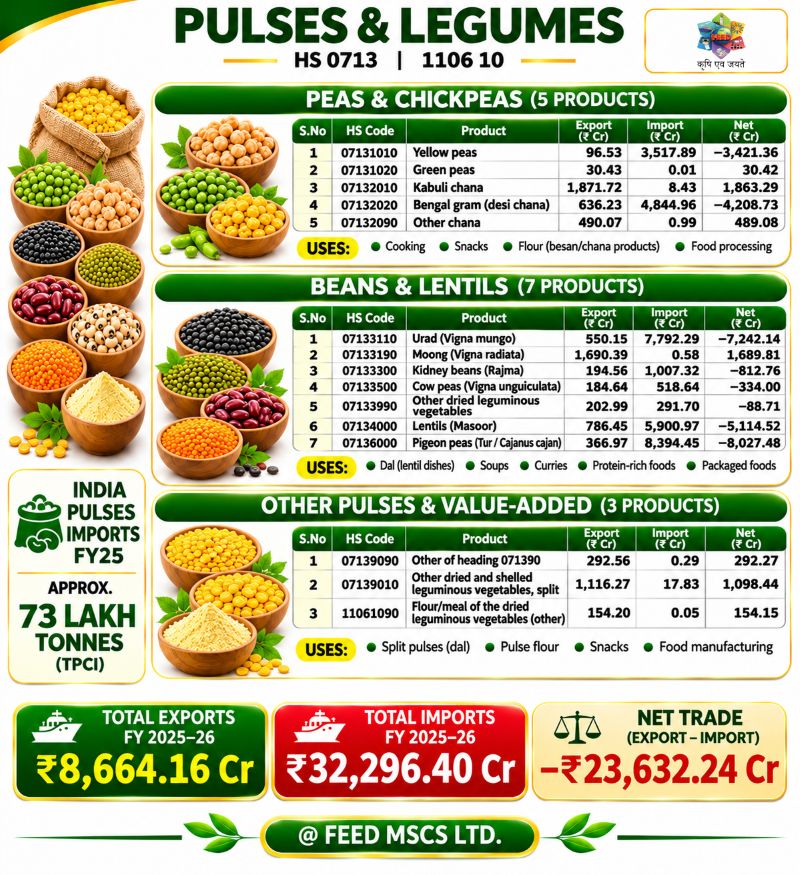 PULSES & LEGUMES
HS 0713 | 1106 10
कृषि एवं जयते
PEAS & CHICKPEAS (5 PRODUCTS)
S.No HS Code Product Export (₹ Cr) Import (₹ Cr) Net (₹ Cr)
1 07131010 Yellow peas 96.53 3,517.89 −3,421.36
2 07131020 Green peas 30.43 0.01 30.42
3 07132010 Kabuli chana 1,871.72 8.43 1,863.29
4 07132020 Bengal gram (desi chana) 636.23 4,844.96 −4,208.73
5 07132090 Other chana 490.07 0.99 489.08
USES: Cooking Snacks Flour (besan/chana products) Food processing
BEANS & LENTILS (7 PRODUCTS)
S.No HS Code Product Export (₹ Cr) Import (₹ Cr) Net (₹ Cr)
1 07133110 Urad (Vigna mungo) 550.15 7,792.29 −7,242.14
2 07133190 Moong (Vigna radiata) 1,690.39 0.58 1,689.81
3 07133300 Kidney beans (Rajma) 194.56 1,007.32 −812.76
4 07133500 Cow peas (Vigna unguiculata) 184.64 518.64 −334.00
5 07133990 Other dried leguminous vegetables 202.99 291.70 −88.71
6 07134000 Lentils (Masoor) 786.45 5,900.97 −5,114.52
7 07136000 Pigeon peas (Tur / Cajanus cajan) 366.97 8,394.45 −8,027.48
USES: Dal (lentil dishes) Soups Curries Protein-rich foods Packaged foods
INDIA
PULSES
IMPORTS
FY25
APPROX.
73 LAKH
TONNES
(TPCI)
OTHER PULSES & VALUE-ADDED (3 PRODUCTS)
S.No HS Code Product Export (₹ Cr) Import (₹ Cr) Net (₹ Cr)
1 07139090 Other of heading 071390 292.56 0.29 292.27
2 07139010 Other dried and shelled leguminous vegetables, split 1,116.27 17.83 1,098.44
3 11061090 Flour/meal of the dried leguminous vegetables (other) 154.20 0.05 154.15
USES: Split pulses (dal) Pulse flour Snacks Food manufacturing
TOTAL EXPORTS
FY 2025–26
₹8,664.16 Cr
TOTAL IMPORTS
FY 2025–26
₹32,296.40 Cr
NET TRADE
(EXPORT – IMPORT)
−₹23,632.24 Cr
@ FEED MSCS LTD.